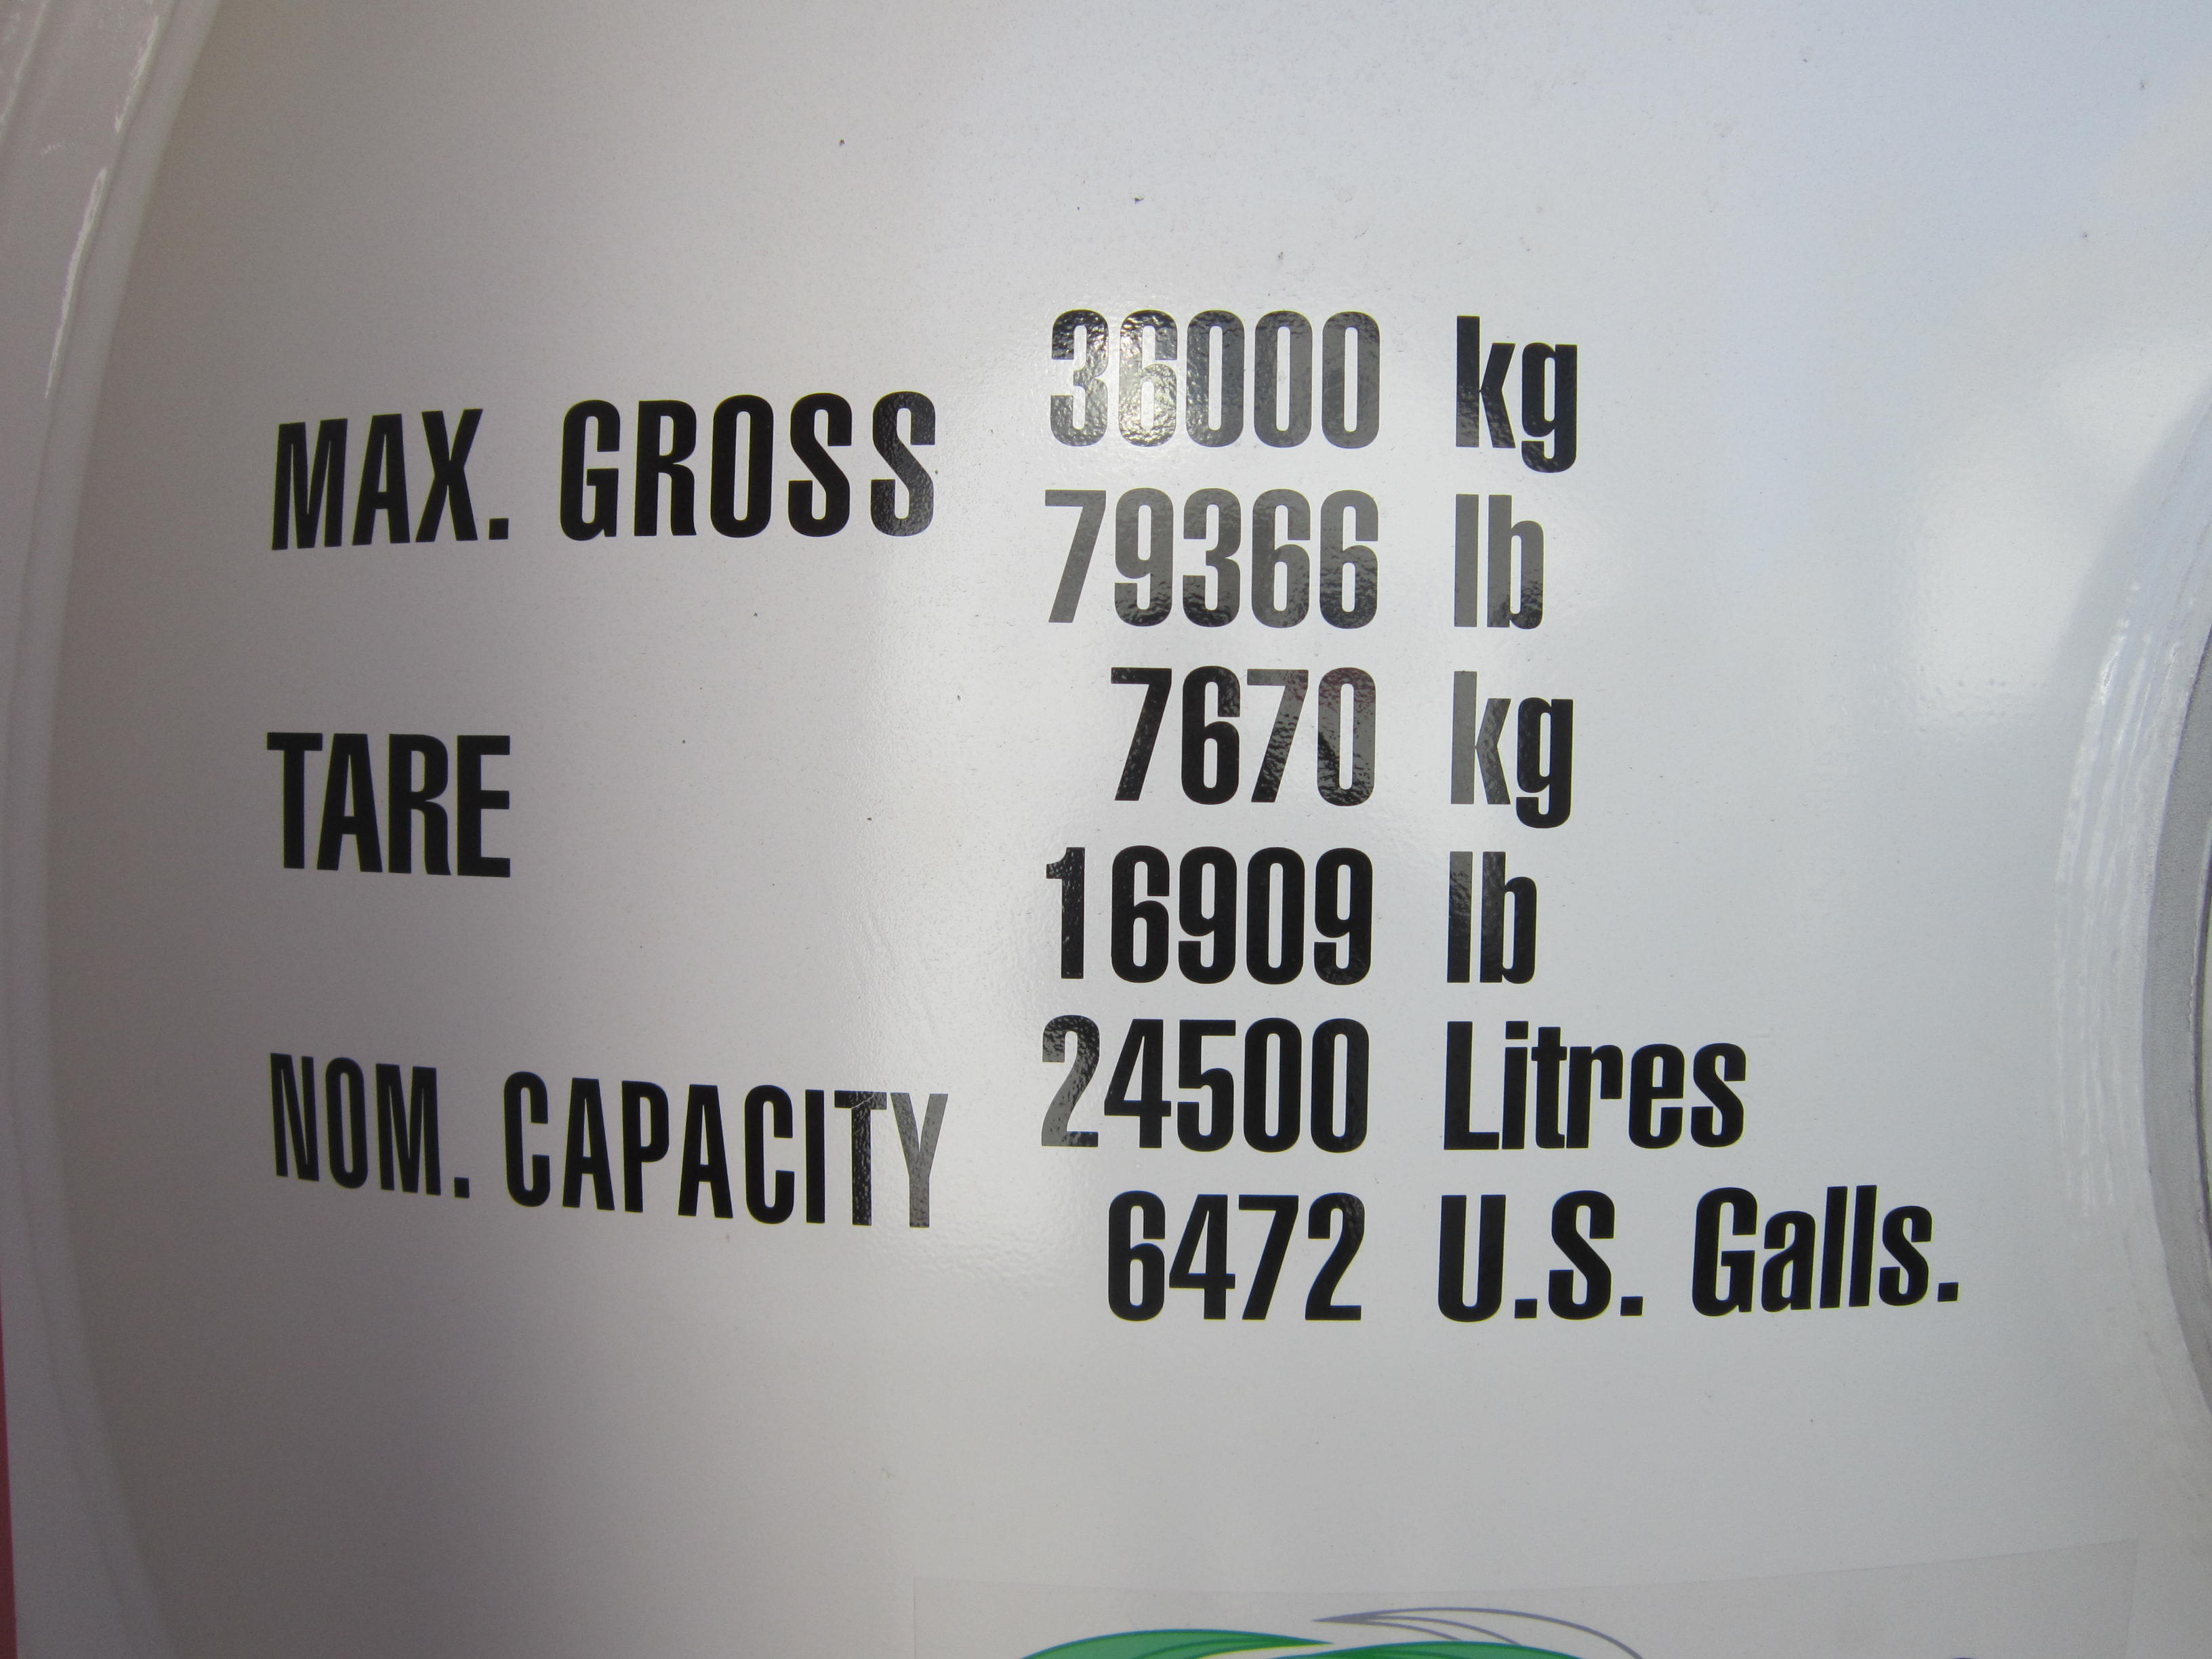 MAX. GROSS 36000 kg
79366 lb
TARE 7670 kg
16909 lb
NOM. CAPACITY 24500 Litres
6472 U.S. Galls.